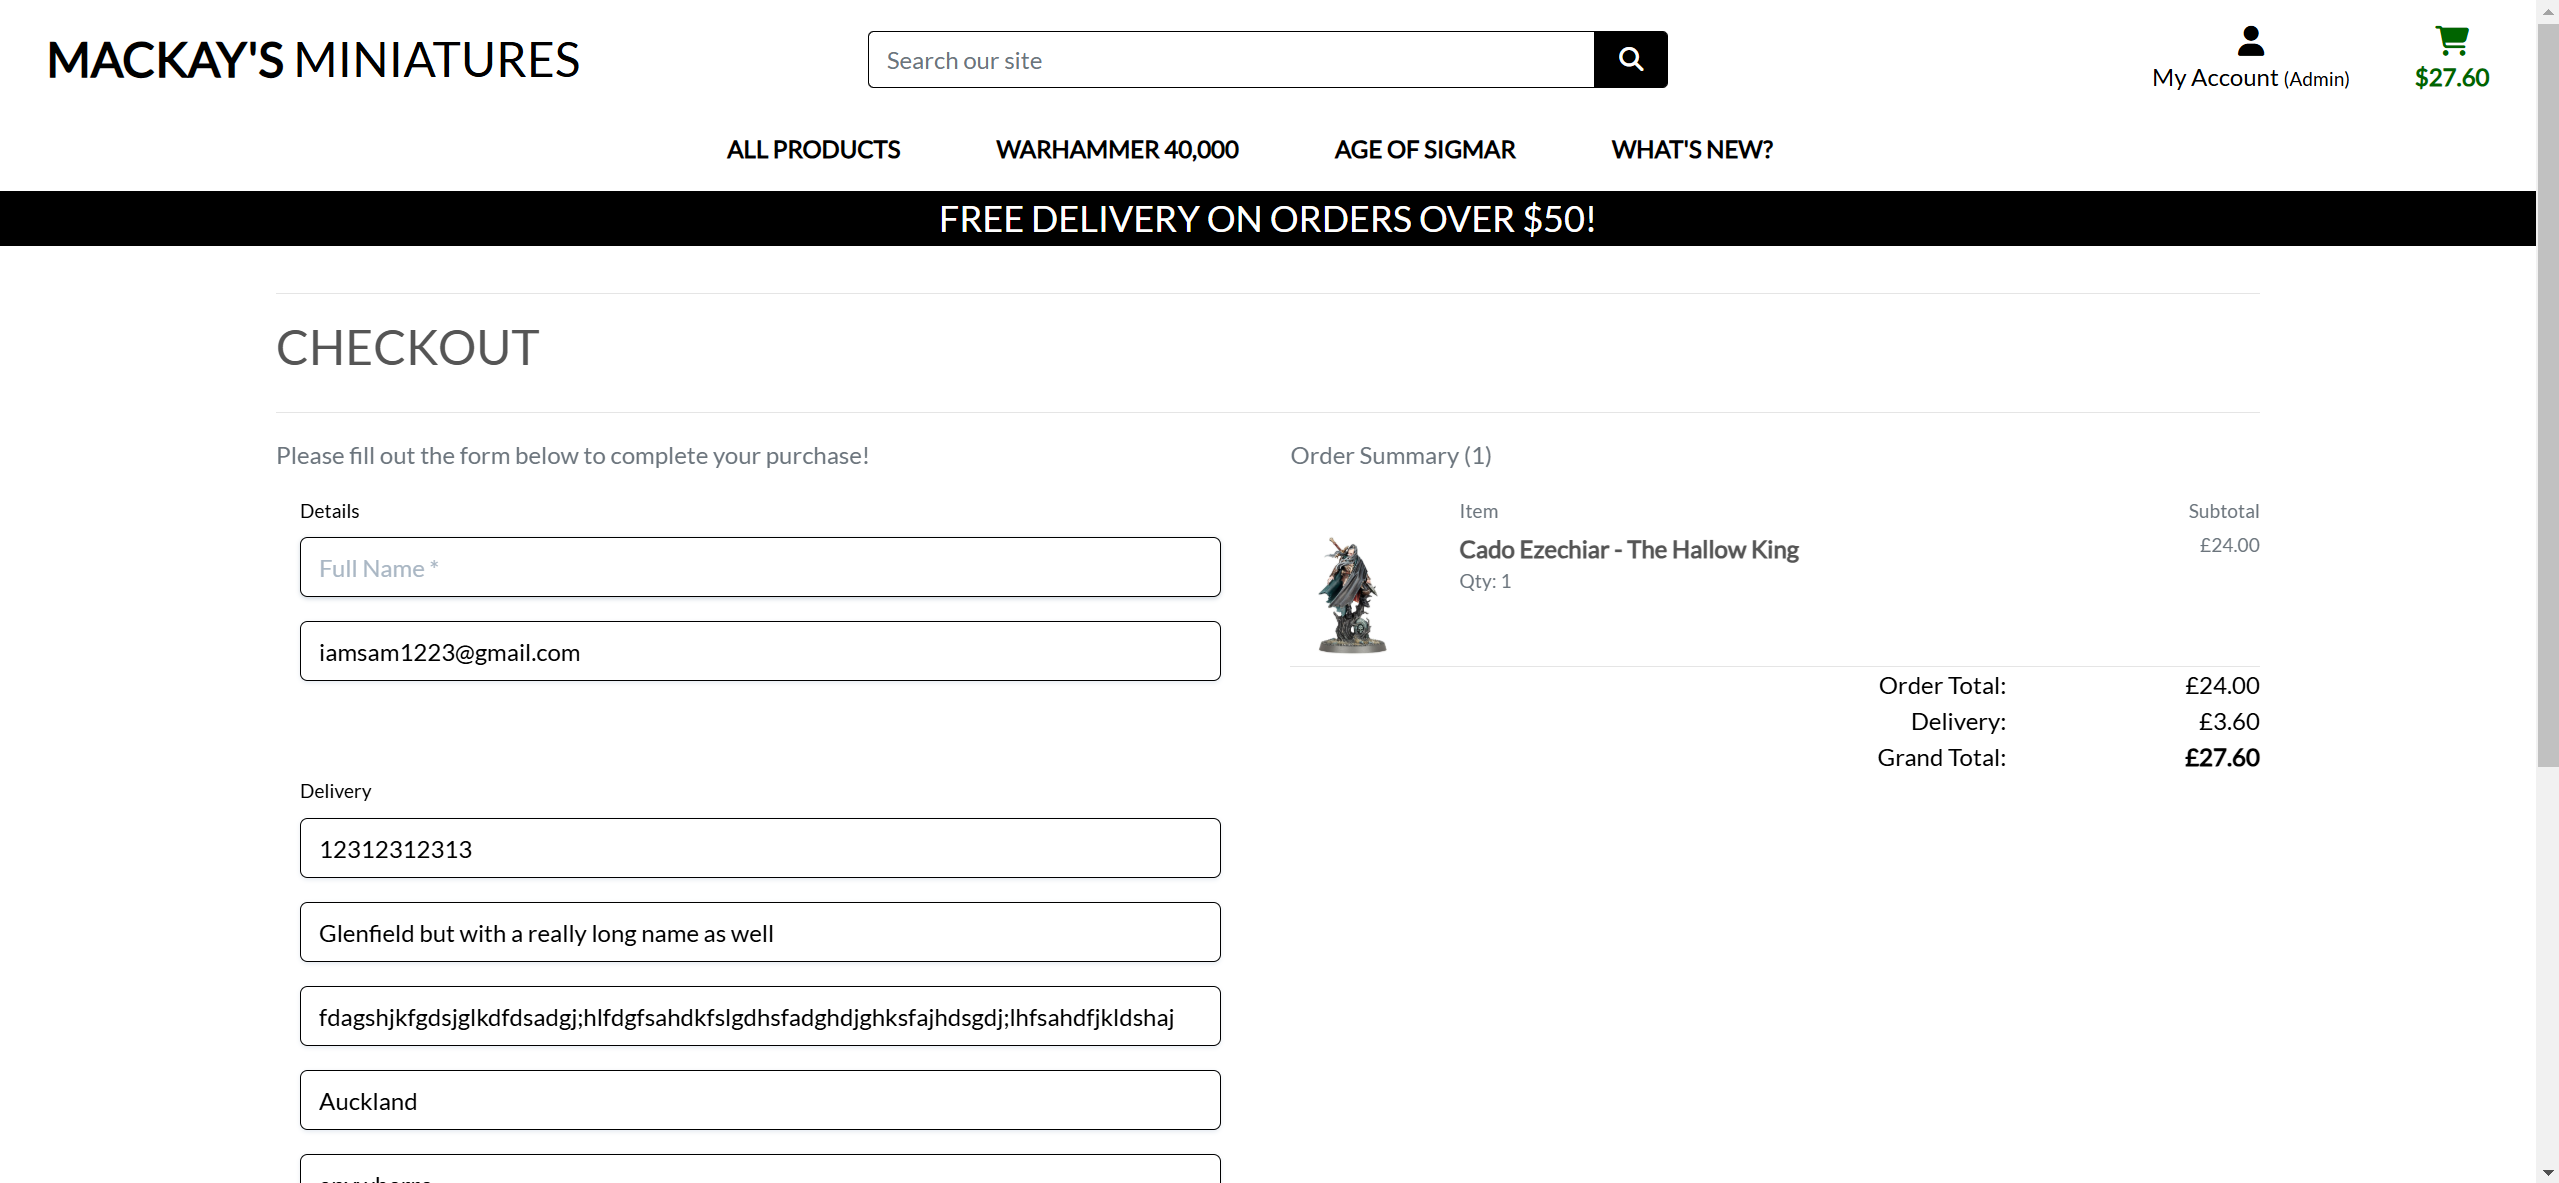 MACKAY'S MINIATURES
Search our site
My Account (Admin)
$27.60
ALL PRODUCTS
WARHAMMER 40,000
AGE OF SIGMAR
WHAT'S NEW?
FREE DELIVERY ON ORDERS OVER $50!
CHECKOUT
Please fill out the form below to complete your purchase!
Details
Full Name *
iamsam1223@gmail.com
Delivery
12312312313
Glenfield but with a really long name as well
fdagshjkfgdsjglkdfdsadgj;hlfdgfsahdkfslgdhsfadghdjghksfajhdsgdj;lhfsahdfjkldshaj
Auckland
Order Summary (1)
Item
Subtotal
Cado Ezechiar - The Hallow King
£24.00
Qty: 1
Order Total: £24.00
Delivery: £3.60
Grand Total: £27.60